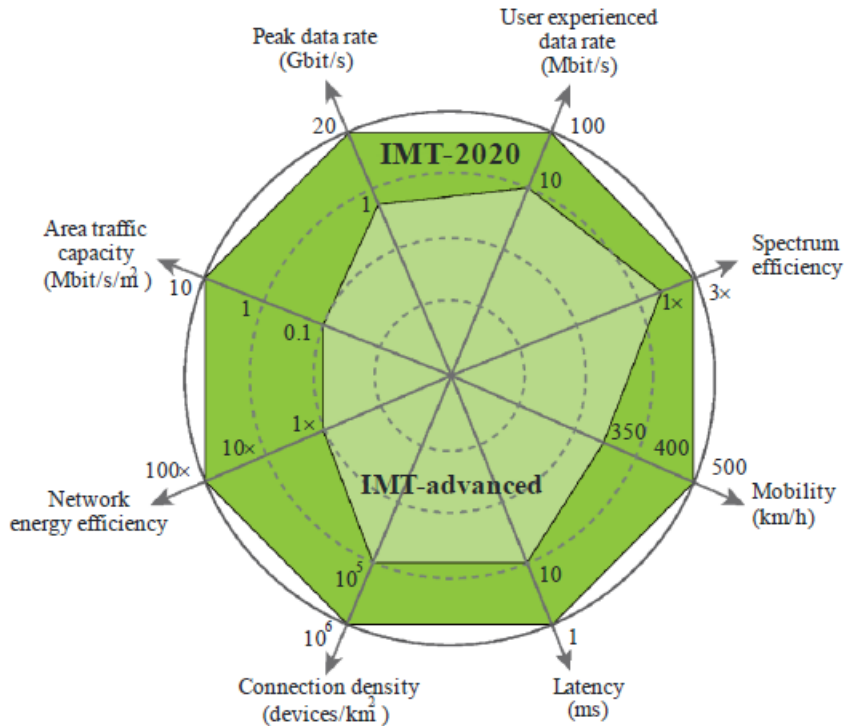 User experienced
data rate
(Mbit/s)
Peak data rate
(Gbit/s)
20
100
IMT-2020
1
10
Area traffic
capacity
(Mbit/s/m²)
Spectrum
efficiency
10
1
0.1
1×
3×
1×
10×
100×
350
400
500
Network
energy efficiency
IMT-advanced
Mobility
(km/h)
10⁵
10
10⁶
1
Connection density
(devices/km²)
Latency
(ms)